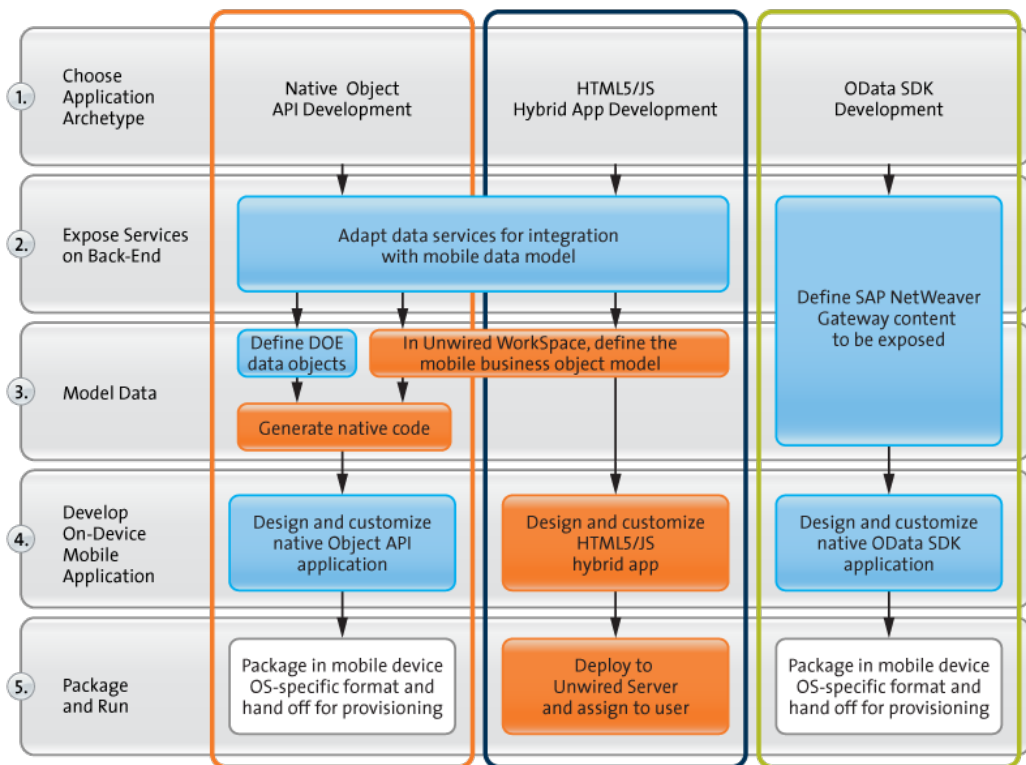 1.
Choose
Application
Archetype
Native Object
API Development
HTML5/JS
Hybrid App Development
OData SDK
Development
2.
Expose Services
on Back-End
Adapt data services for integration
with mobile data model
Define SAP NetWeaver
Gateway content
to be exposed
3.
Model Data
Define DOE
data objects
In Unwired WorkSpace, define the
mobile business object model
Generate native code
4.
Develop
On-Device
Mobile
Application
Design and customize
native Object API
application
Design and customize
HTML5/JS
hybrid app
Design and customize
native OData SDK
application
5.
Package
and Run
Package in mobile device
OS-specific format and
hand off for provisioning
Deploy to
Unwired Server
and assign to user
Package in mobile device
OS-specific format and
hand off for provisioning